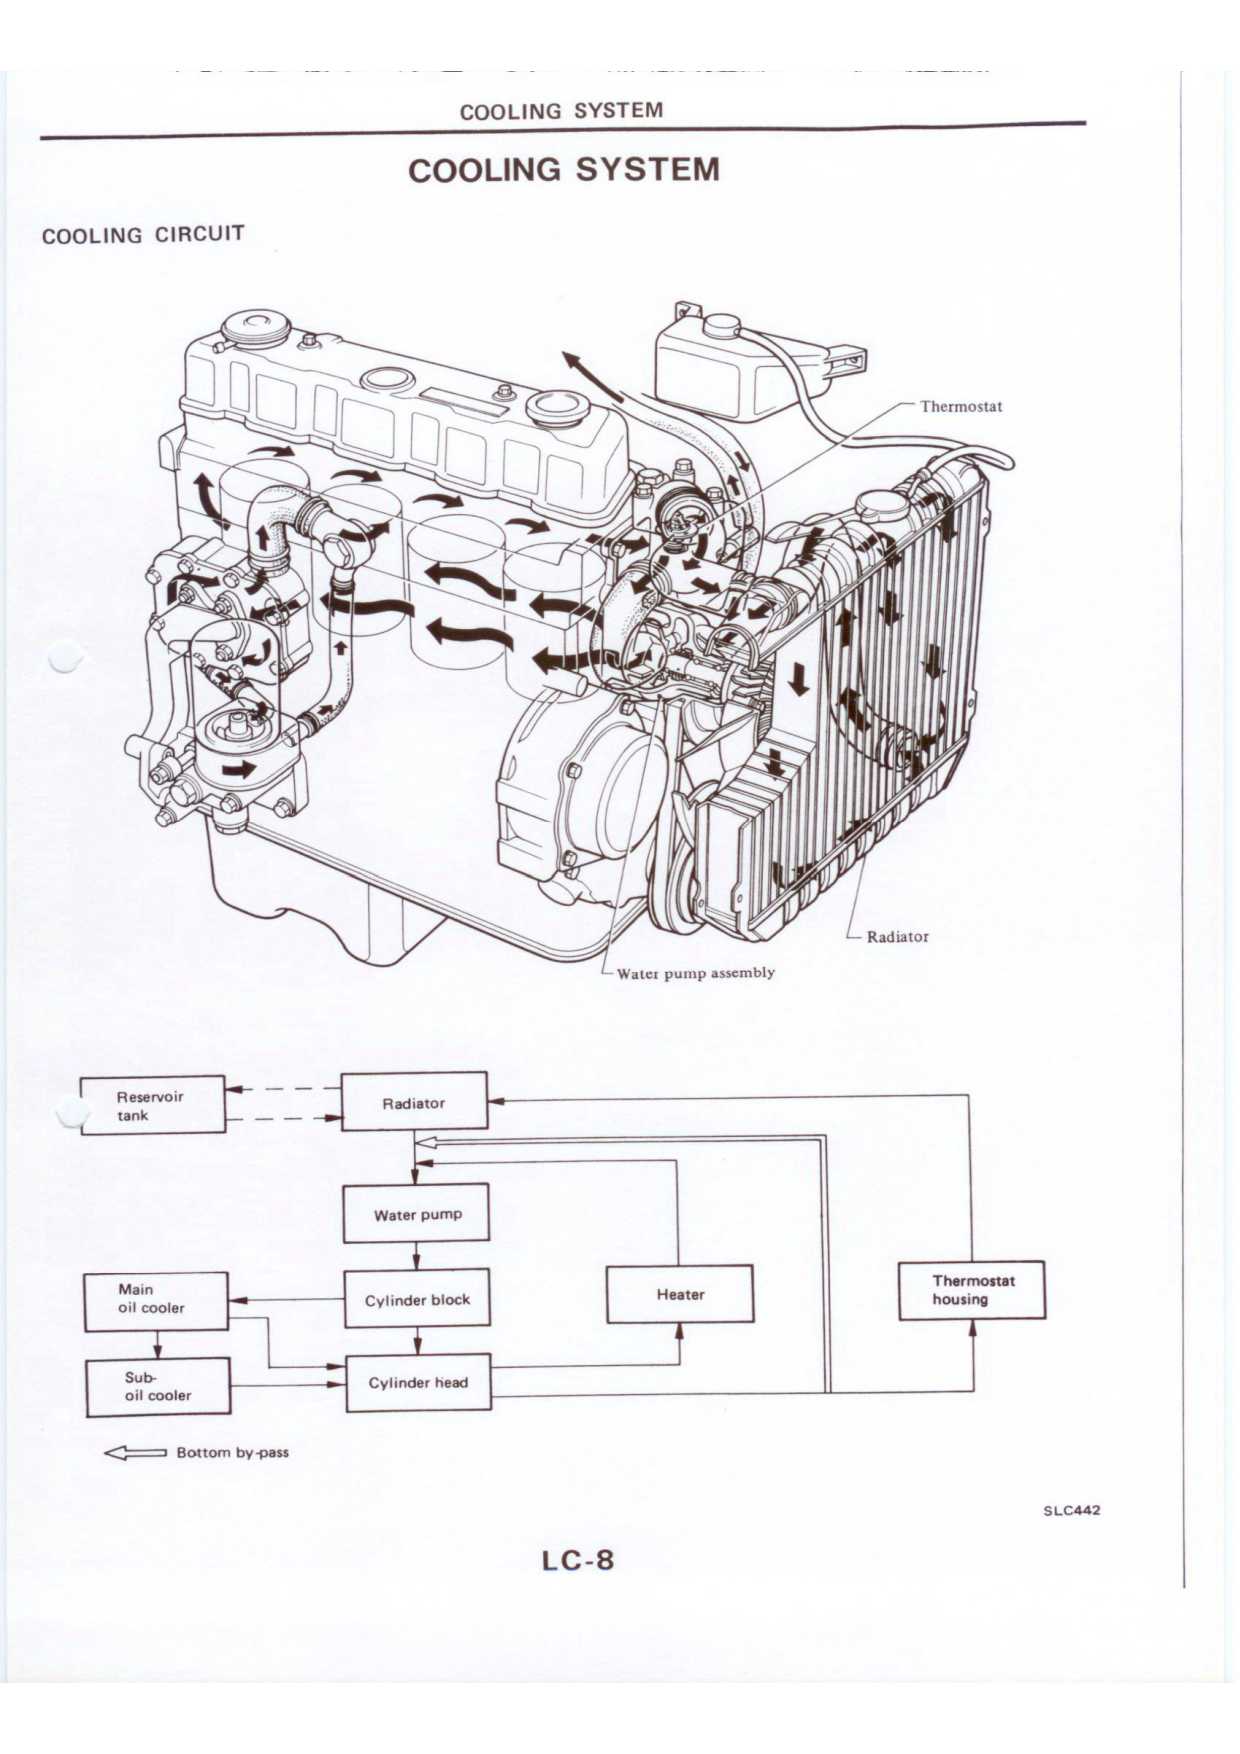 COOLING SYSTEM
COOLING SYSTEM
COOLING CIRCUIT
Thermostat
Radiator
Water pump assembly
Reservoir
tank
Radiator
Water pump
Main
oil cooler
Cylinder block
Heater
Thermostat
housing
Sub-
oil cooler
Cylinder head
Bottom by-pass
SLC442
LC-8